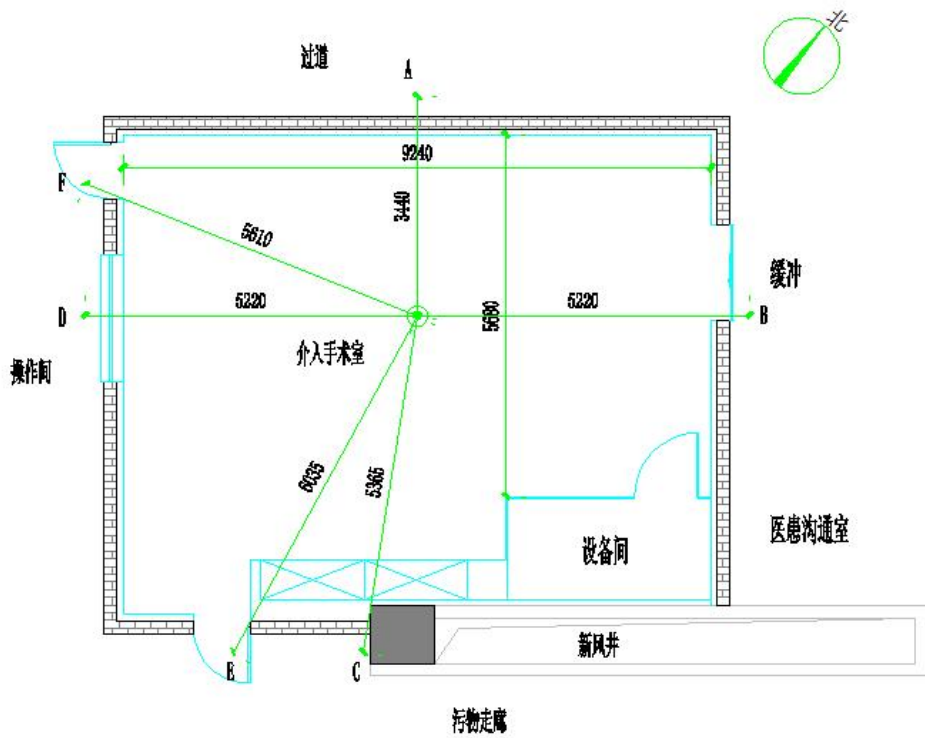 北
过道
A
9240
F
3440
5610
缓冲
D
5220
5680
5220
B
介入手术室
操作间
6035
5365
设备间
医患沟通室
新风井
E
C
污物走廊